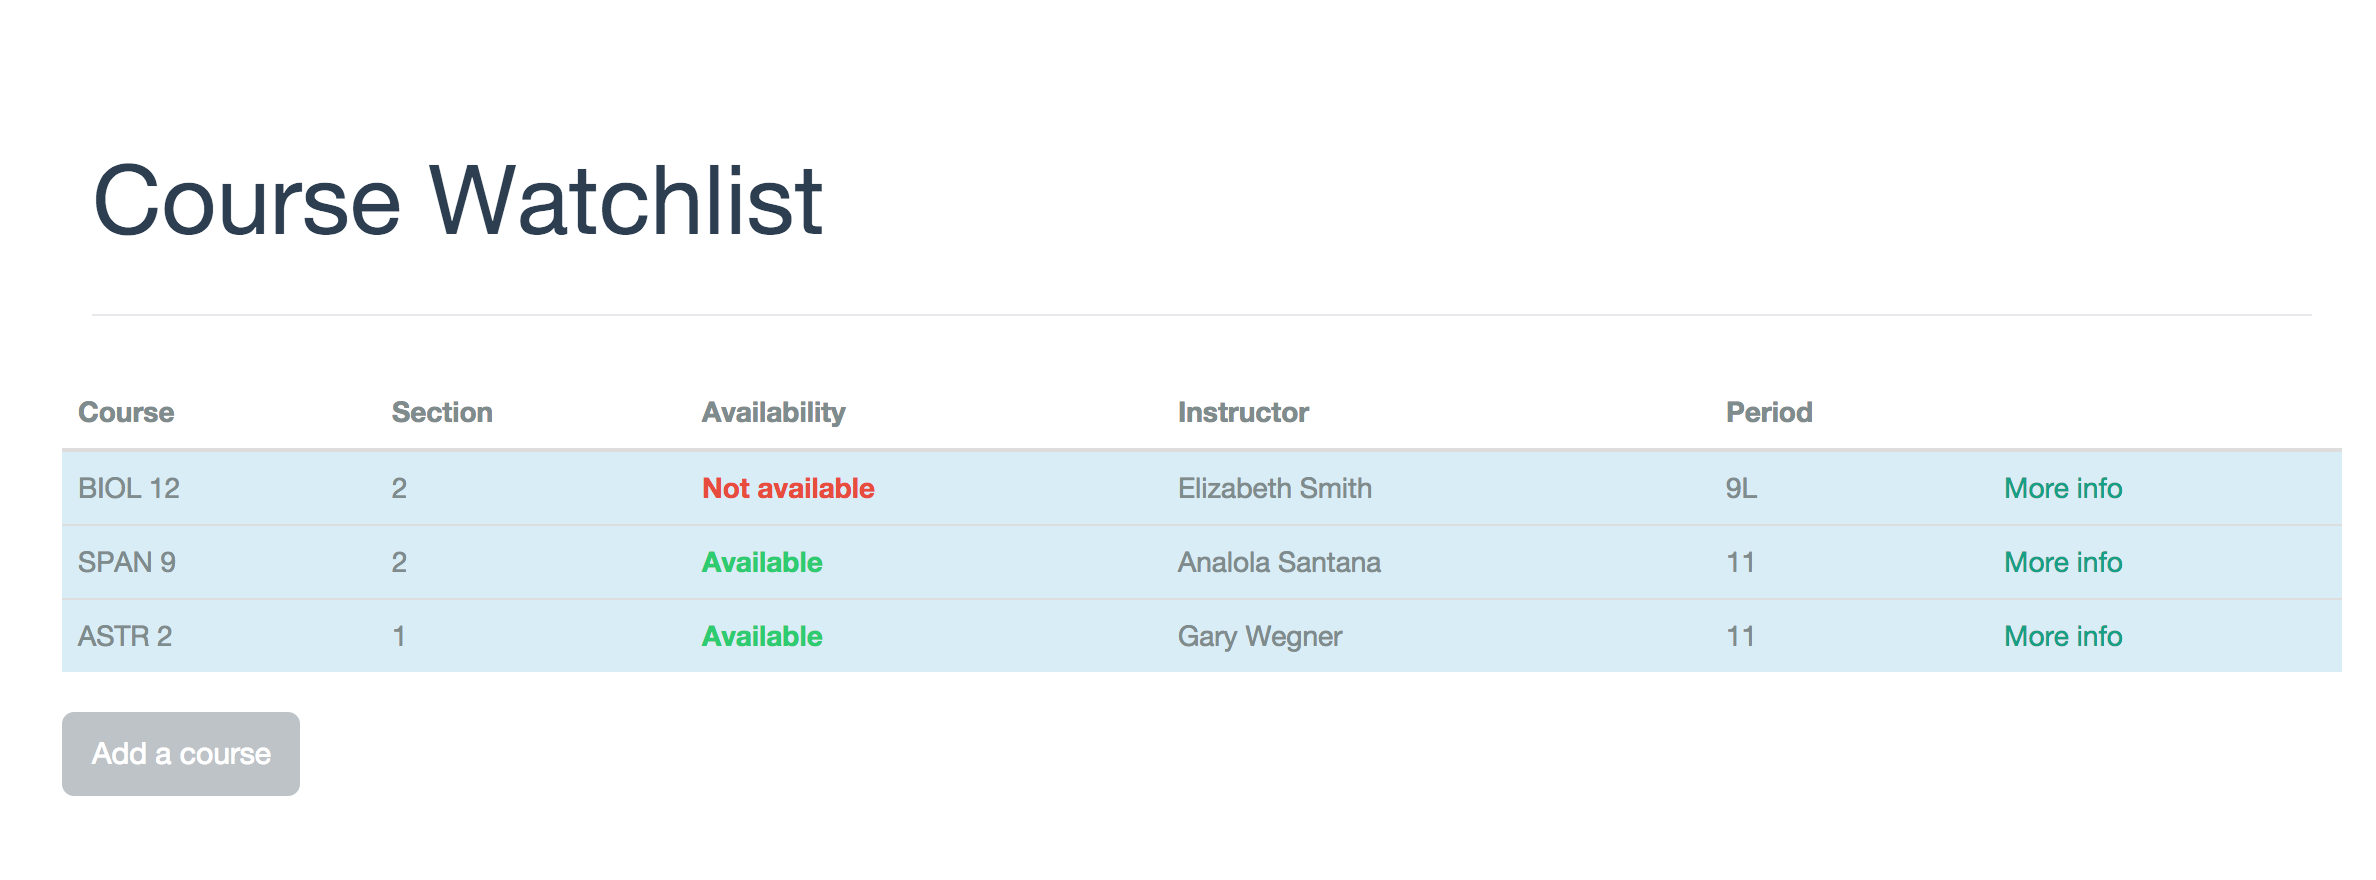 Course Watchlist
Course Section Availability Instructor Period
BIOL 12 2 Not available Elizabeth Smith 9L More info
SPAN 9 2 Available Analola Santana 11 More info
ASTR 2 1 Available Gary Wegner 11 More info
Add a course